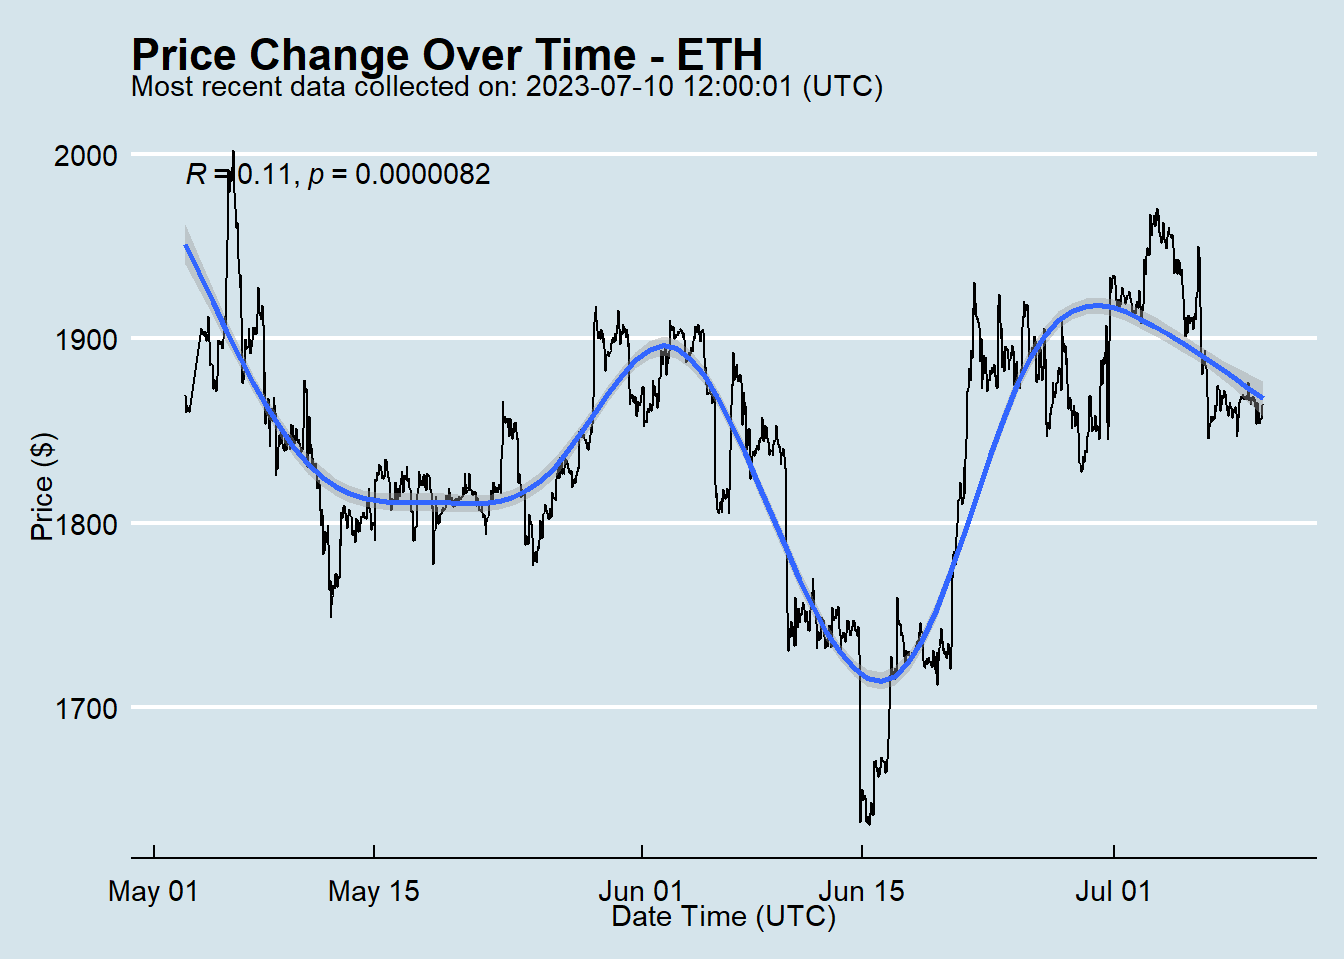 Price Change Over Time - ETH
Most recent data collected on: 2023-07-10 12:00:01 (UTC)
R = 0.11, p = 0.0000082
2000
1900
1800
1700
Price ($)
May 01 May 15 Jun 01 Jun 15 Jul 01
Date Time (UTC)